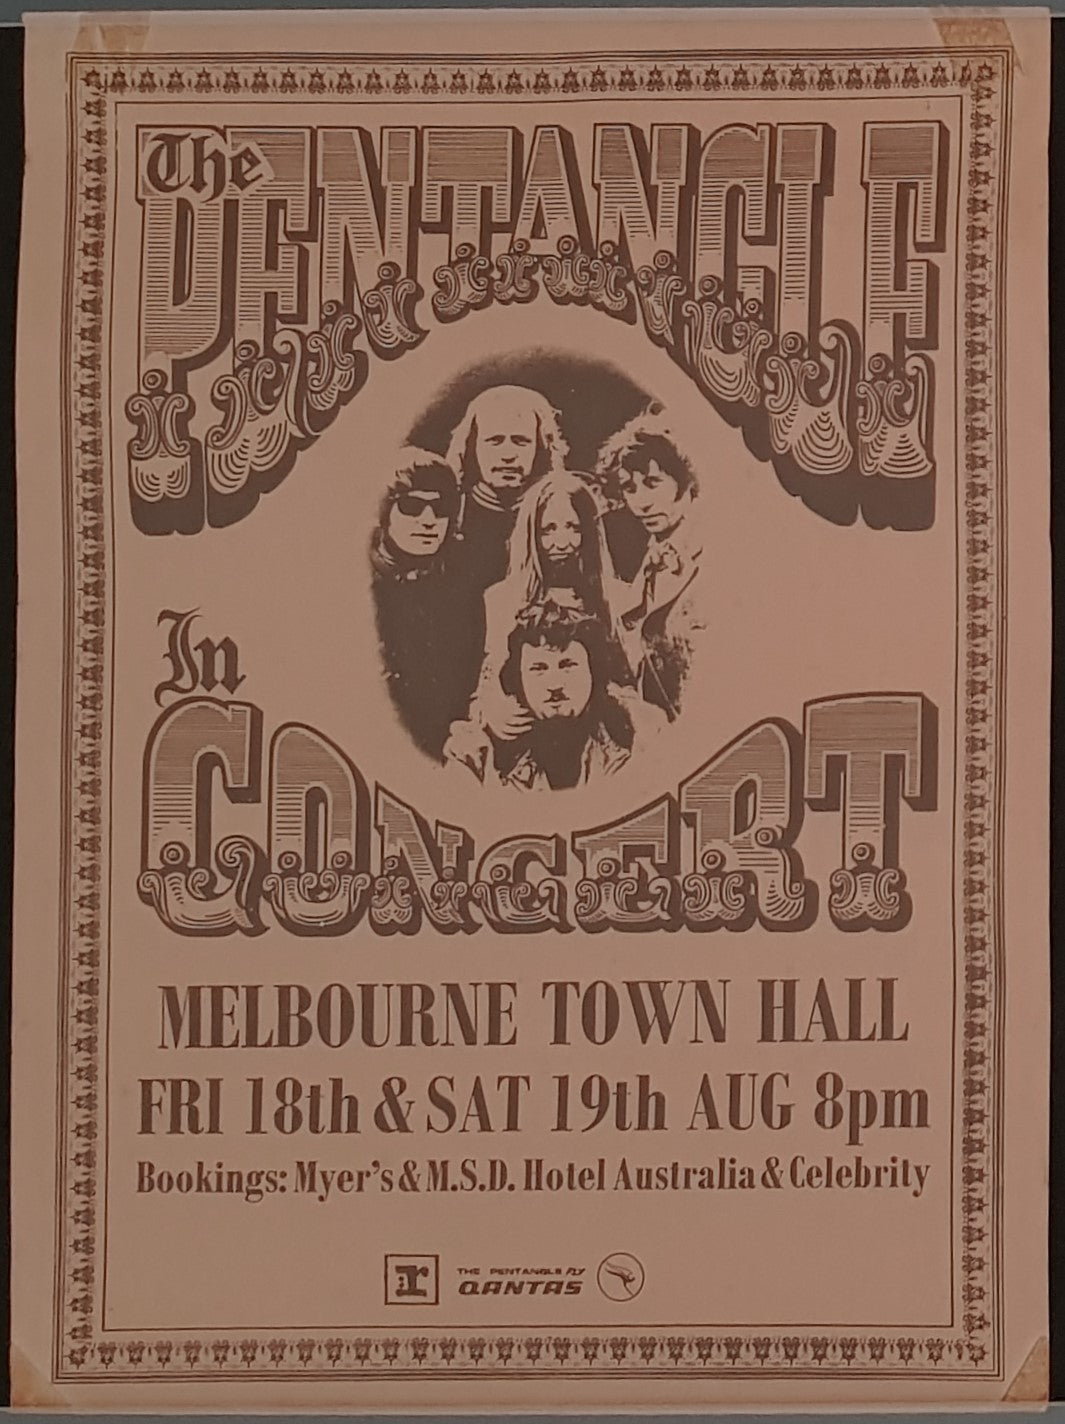 The
PENTANGLE
In
CONCERT
MELBOURNE TOWN HALL
FRI 18th & SAT 19th AUG 8pm
Bookings: Myer's & M.S.D. Hotel Australia & Celebrity
r THE PENTANGLE FLY
QANTAS